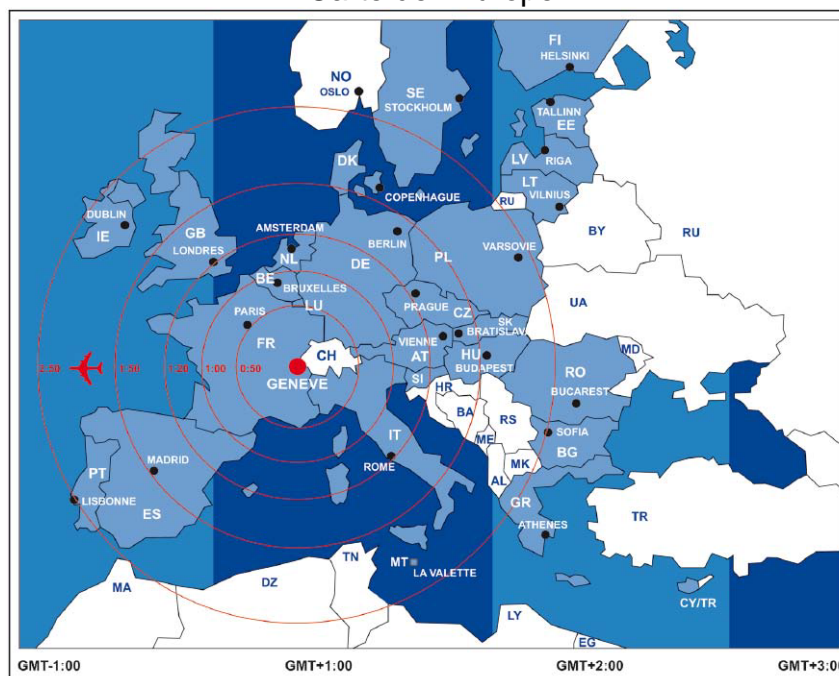 NO
OSLO
SE
STOCKHOLM
FI
HELSINKI
TALLINN
EE
LV
RIGA
LT
VILNIUS
RU
BY
RU
DK
COPENHAGUE
DUBLIN
IE
GB
LONDRES
AMSTERDAM
NL
BERLIN
DE
PL
VARSOVIE
BE
BRUXELLES
LU
PRAGUE
CZ
UA
PARIS
FR
SK
BRATISLAV
VIENNE
AT
HU
BUDAPEST
MD
2:50
1:50
1:20
1:00
0:50
CH
GENEVE
SI
HR
RO
BUCAREST
BA
RS
IT
ROME
ME
SOFIA
BG
MK
AL
PT
MADRID
LISBONNE
ES
GR
ATHENES
TR
MA
DZ
TN
MT
LA VALETTE
CY/TR
LY
EG
GMT-1:00 GMT+1:00 GMT+2:00 GMT+3:00